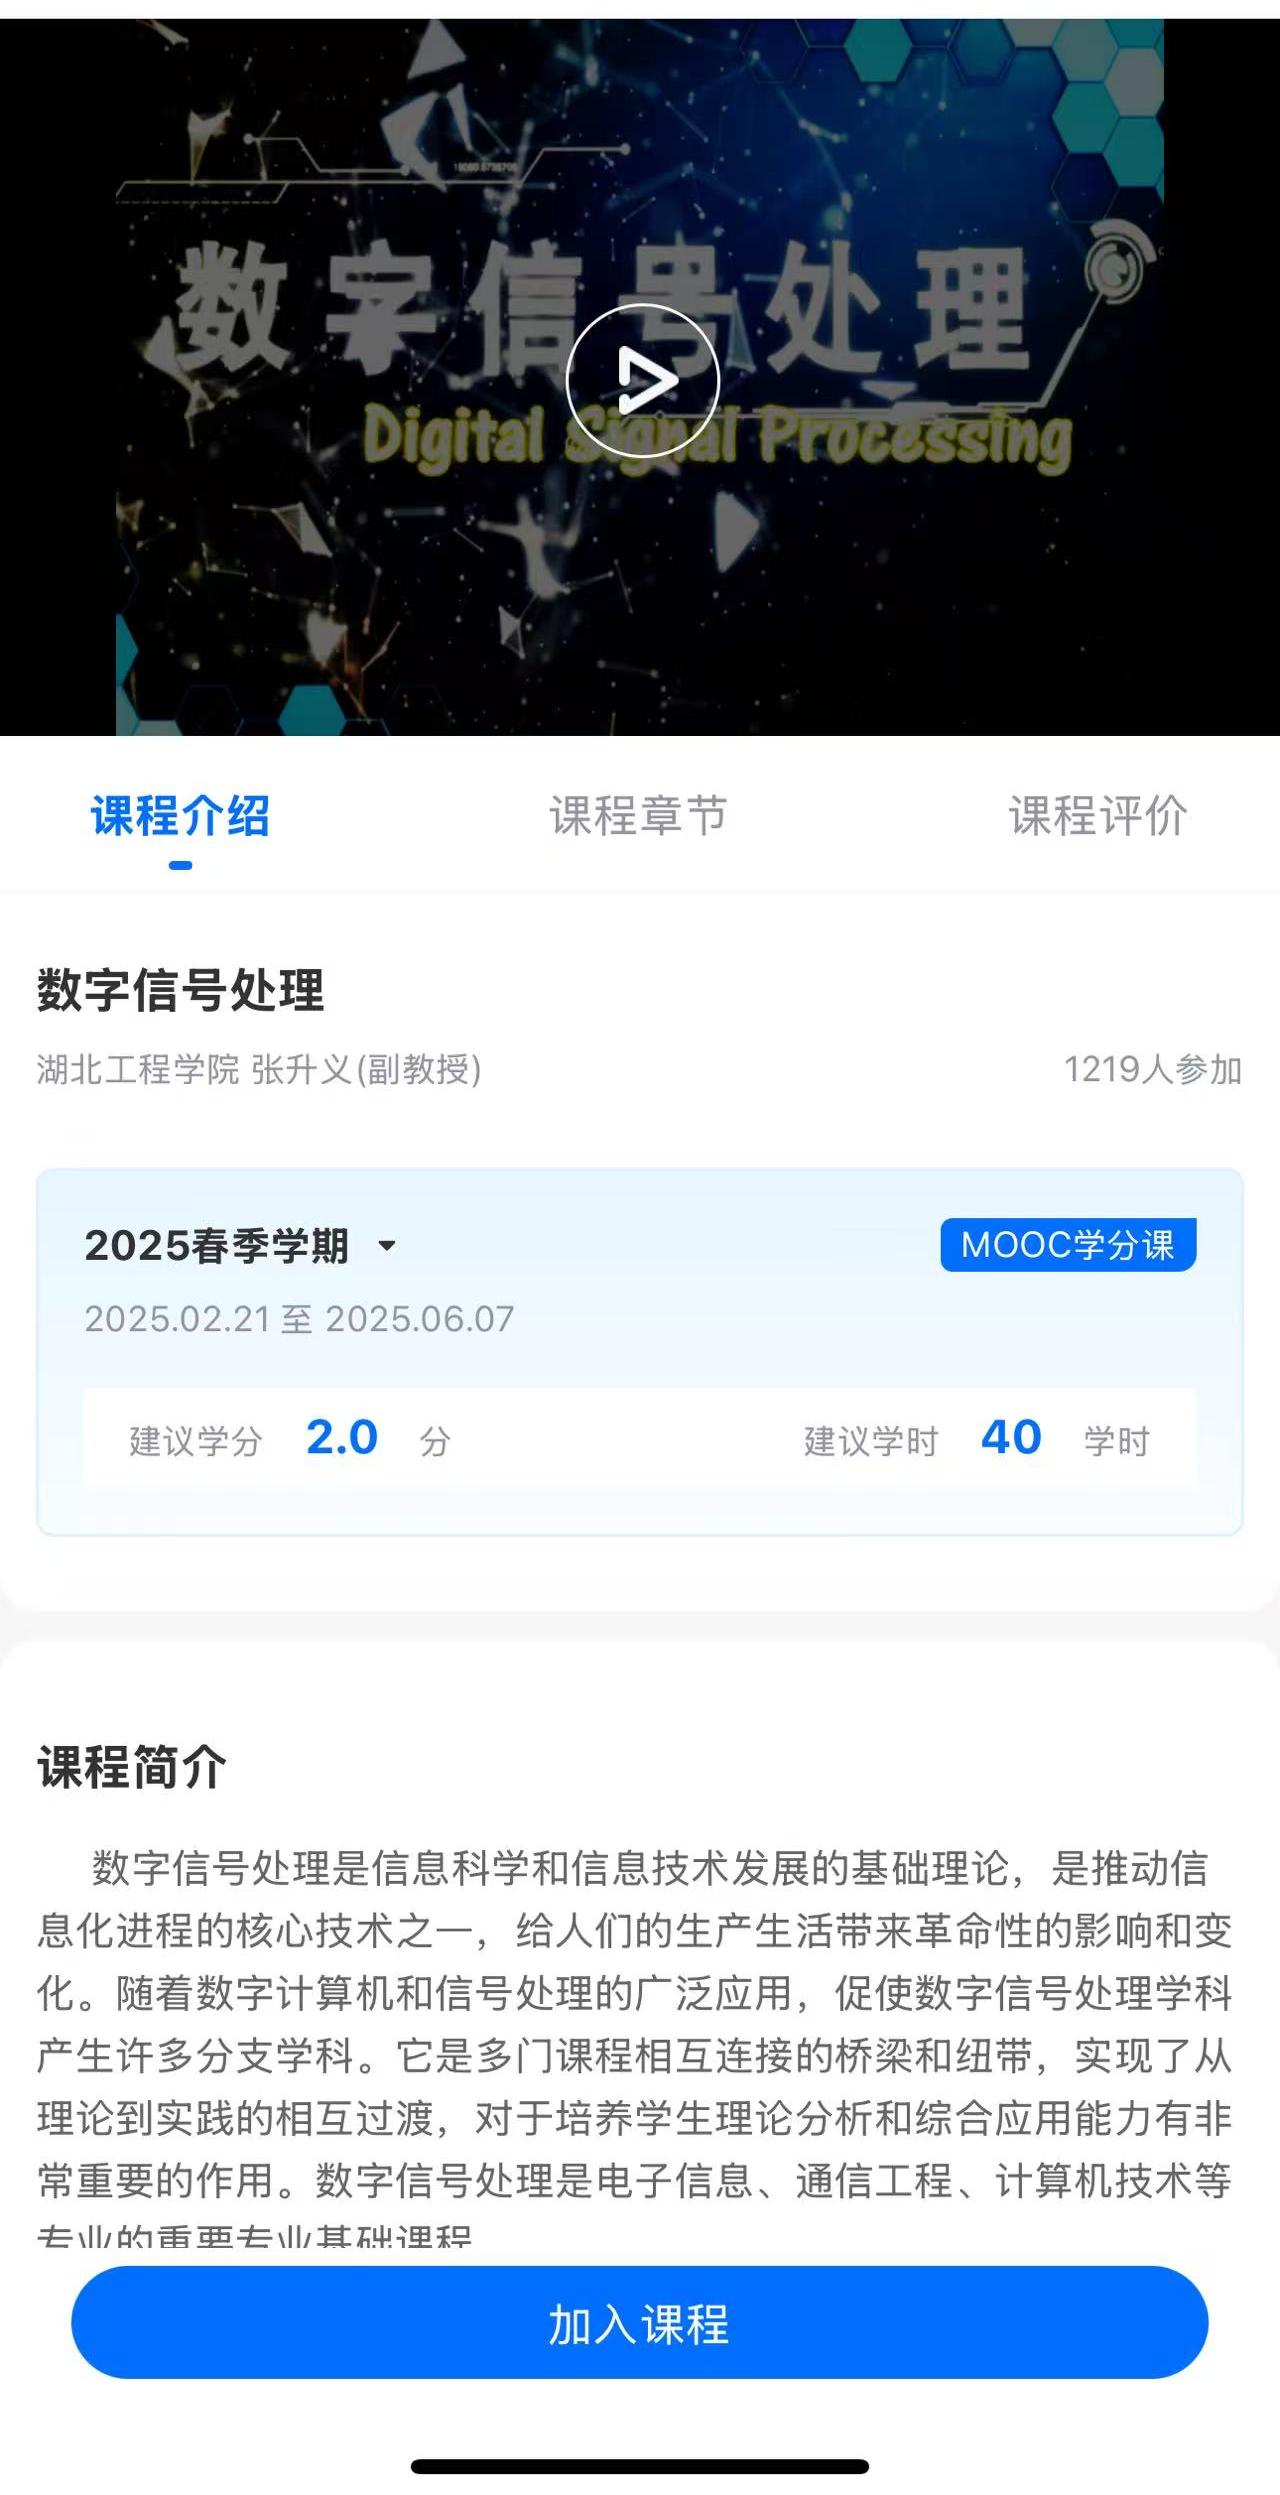 数字信号处理
Digital Signal Processing
课程介绍 课程章节 课程评价
数字信号处理
湖北工程学院 张升义(副教授) 1219人参加
2025春季学期 MOOC学分课
2025.02.21 至 2025.06.07
建议学分 2.0 分 建议学时 40 学时
课程简介
数字信号处理是信息科学和信息技术发展的基础理论，是推动信
息化进程的核心技术之一，给人们的生产生活带来革命性的影响和变
化。随着数字计算机和信号处理的广泛应用，促使数字信号处理学科
产生许多分支学科。它是多门课程相互连接的桥梁和纽带，实现了从
理论到实践的相互过渡，对于培养学生理论分析和综合应用能力有非
常重要的作用。数字信号处理是电子信息、通信工程、计算机技术等
专业的重要专业基础课程
加入课程